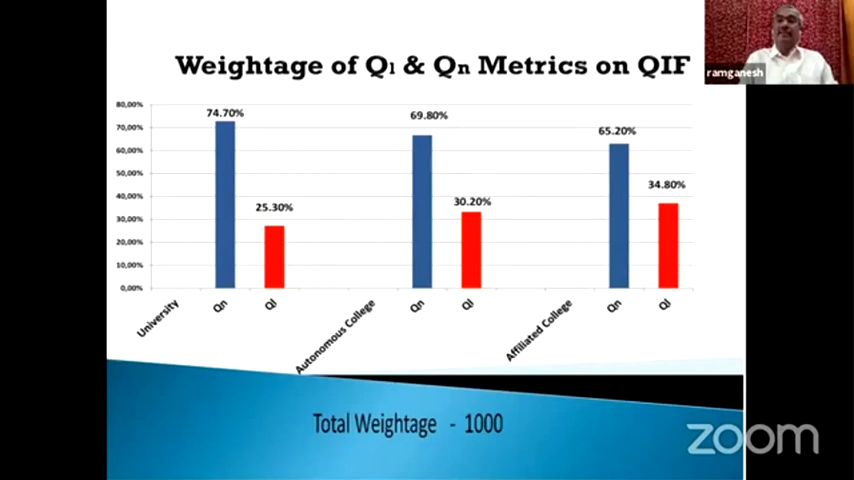 Weightage of Ql & Qn Metrics on QIF
ramganesh
80,00%
70,00%
60,00%
50,00%
40,00%
30,00%
20,00%
10,00%
0,00%
74.70%
25.30%
69.80%
30.20%
65.20%
34.80%
University
Qn
Ql
Autonomous College
Qn
Ql
Affiliated College
Qn
Ql
Total Weightage - 1000
zoom